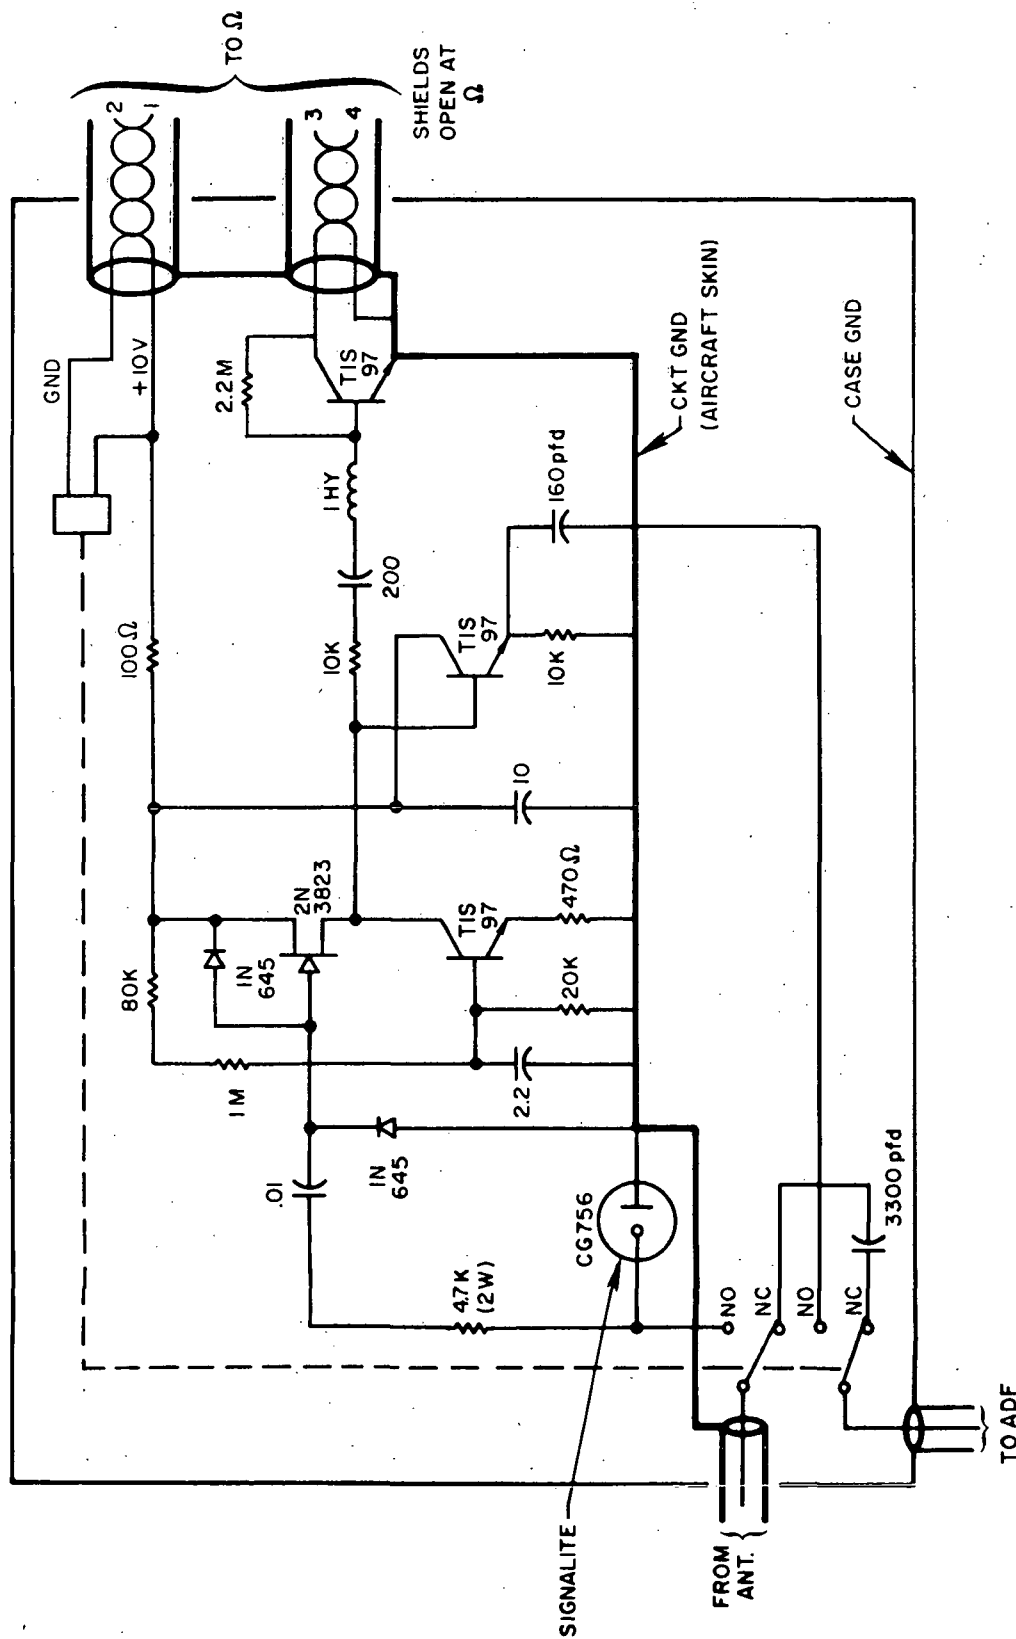 TO Ω
SHIELDS
OPEN AT
Ω
2
1
3
4
GND
+10V
2.2M
TIS
97
CKT GND
(AIRCRAFT SKIN)
CASE GND
1HY
160pfd
200
100Ω
10K
TIS
97
10K
10
2N
3823
TIS
97
470Ω
80K
1N
645
20K
1M
2.2
1N
645
.01
CG756
4.7K
(2W)
3300pfd
NO
NC
NO
NC
SIGNALITE
FROM
ANT.
TO ADF